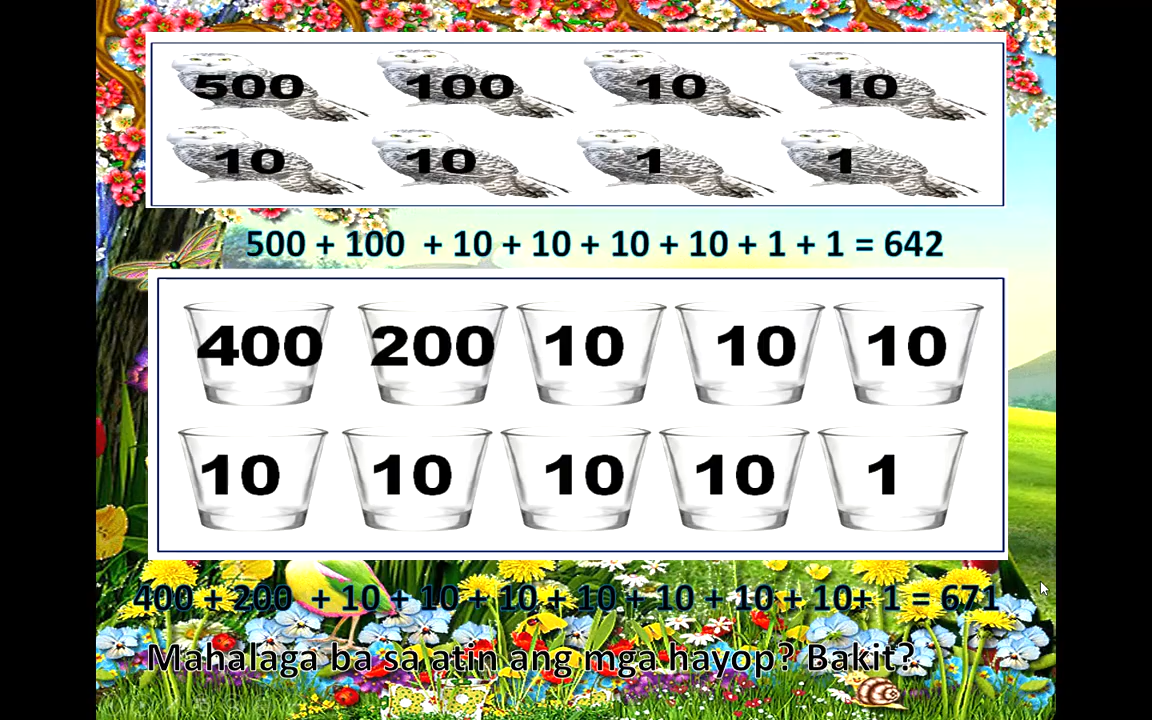 500 100 10 10
10 10 1 1
500 + 100 + 10 + 10 + 10 + 10 + 1 + 1 = 642
400 200 10 10 10
10 10 10 10 1
400 + 200 + 10 + 10 + 10 + 10 + 10 + 10 + 10+ 1 = 671
Mahalaga ba sa atin ang mga hayop? Bakit?